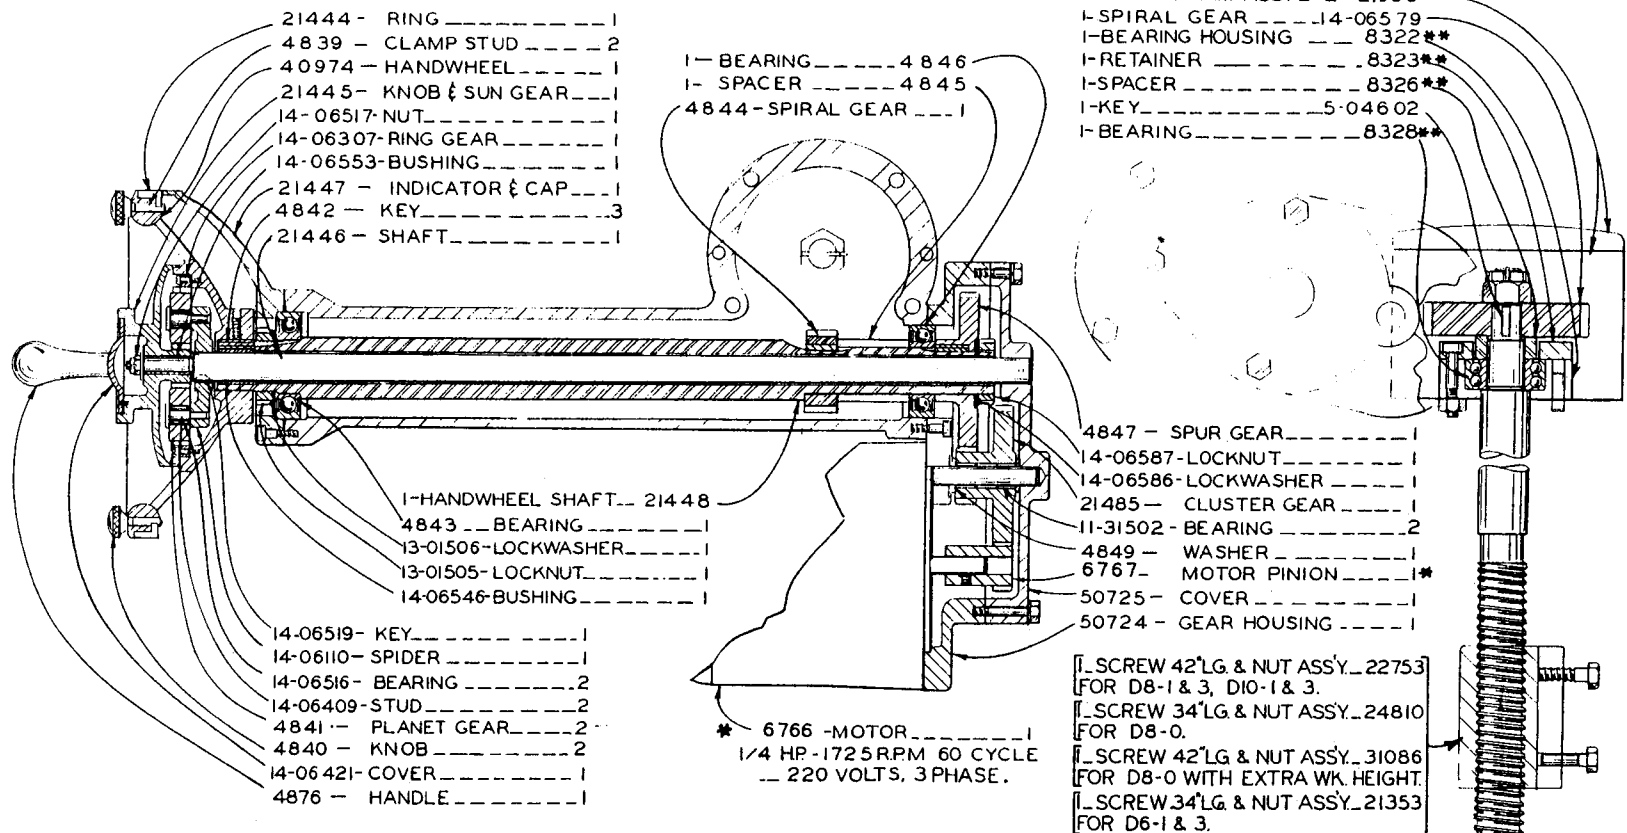 21444- RING 1
4839 - CLAMP STUD 2
40974 - HANDWHEEL 1
21445- KNOB & SUN GEAR 1
14-06517-NUT 1
14-06307-RING GEAR 1
14-06553-BUSHING 1
21447 - INDICATOR & CAP 1
4842 - KEY 3
21446 - SHAFT 1
1- BEARING 4846
1- SPACER 4845
4844-SPIRAL GEAR 1
1-SPIRAL GEAR 14-06579
1-BEARING HOUSING 8322**
1-RETAINER 8323**
1-SPACER 8326**
1-KEY 5-04602
1-BEARING 8328**
1-HANDWHEEL SHAFT 21448
4843 BEARING 1
13-01506-LOCKWASHER 1
13-01505-LOCKNUT 1
14-06546-BUSHING 1
14-06519- KEY 1
14-06110-SPIDER 1
14-06516- BEARING 2
14-06409-STUD 2
4841 - PLANET GEAR 2
4840 - KNOB 2
14-06421-COVER 1
4876 - HANDLE 1
* 6766 -MOTOR 1
1/4 HP.-1725 R.P.M 60 CYCLE
220 VOLTS, 3 PHASE.
4847 - SPUR GEAR 1
14-06587-LOCKNUT 1
14-06586-LOCKWASHER 1
21485 - CLUSTER GEAR 1
11-31502-BEARING 2
4849 - WASHER 1
6767- MOTOR PINION 1*
50725- COVER 1
50724- GEAR HOUSING 1
1-SCREW 42"LG. & NUT ASS'Y. 22753
FOR D8-1 & 3, D10-1 & 3.
1-SCREW 34"LG. & NUT ASS'Y. 24810
FOR D8-0.
1-SCREW 42"LG. & NUT ASS'Y. 31086
FOR D8-0 WITH EXTRA WK. HEIGHT.
1-SCREW 34"LG. & NUT ASS'Y. 21353
FOR D6-1 & 3.